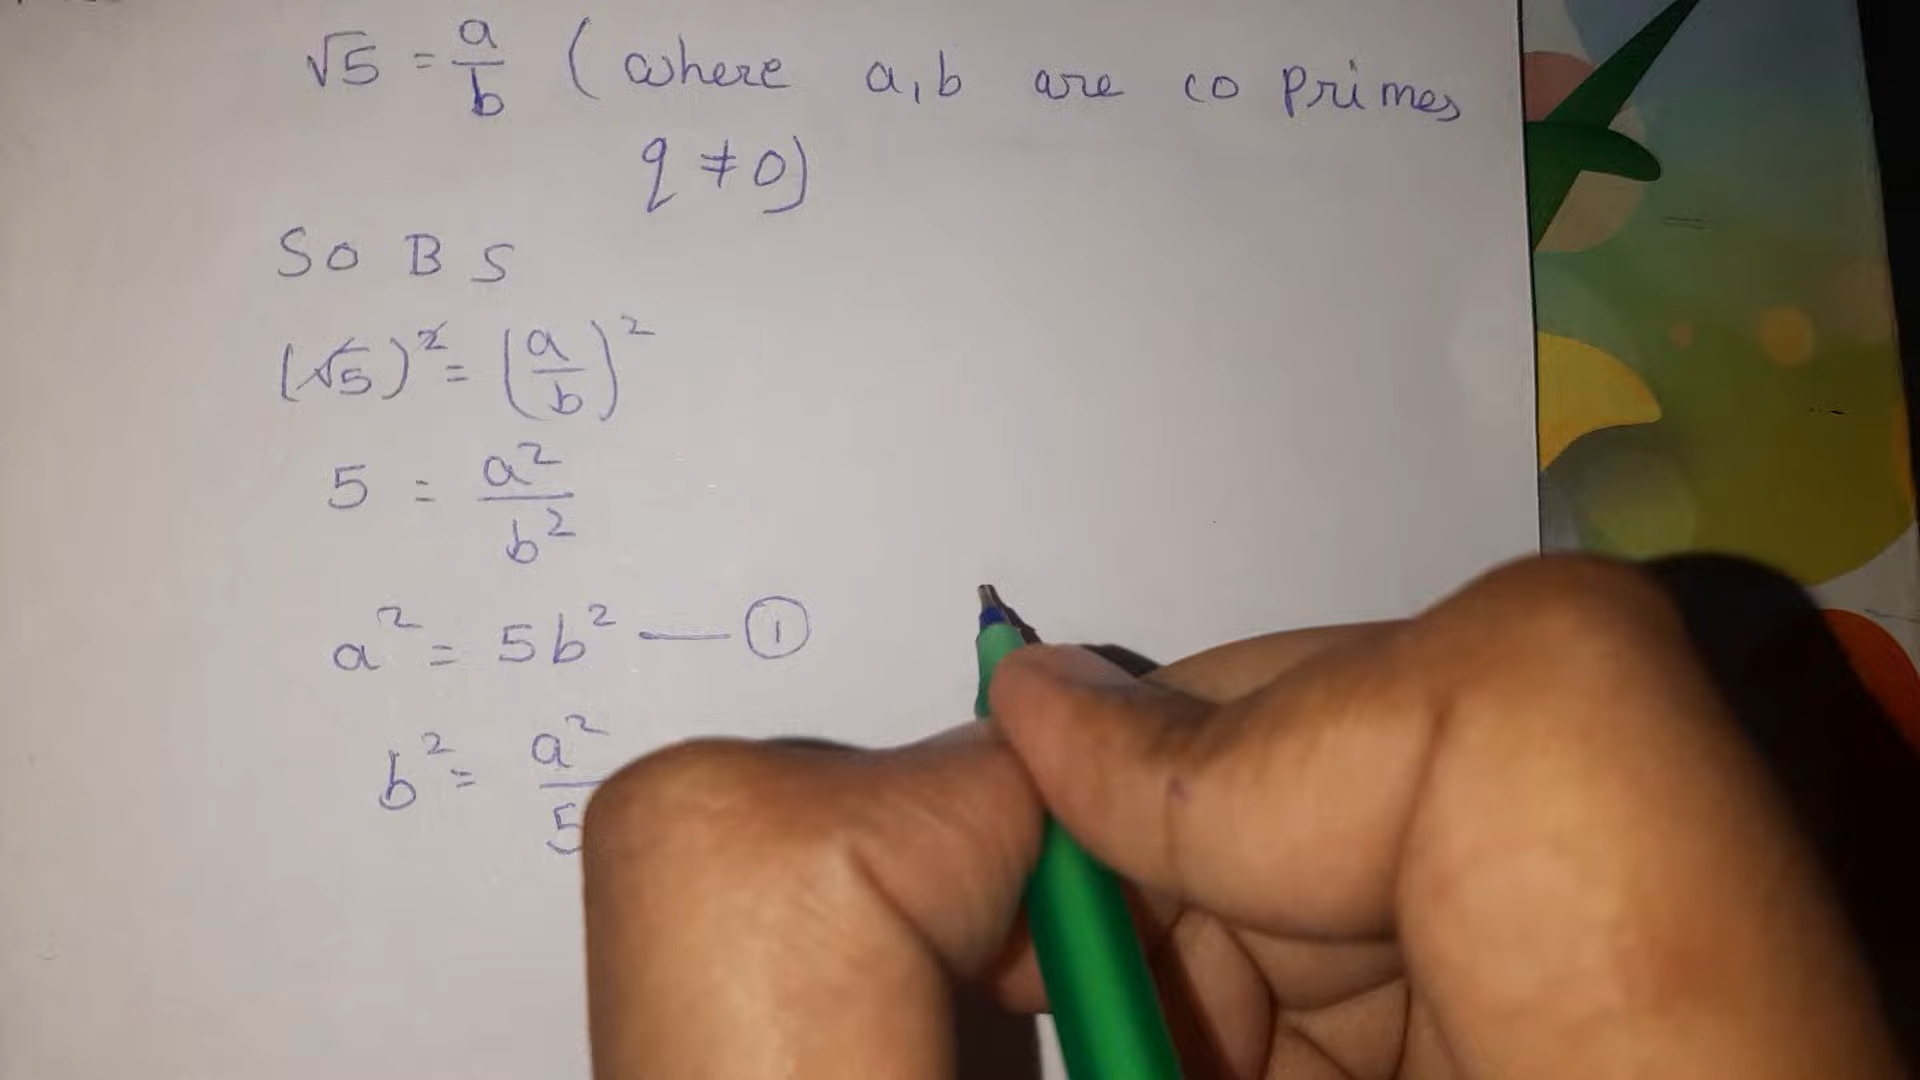 √5 = a/b (where a,b are co primes
q ≠ 0)
SO B S
(√5)² = (a/b)²
5 = a²/b²
a² = 5b² — ①
b² = a²/5